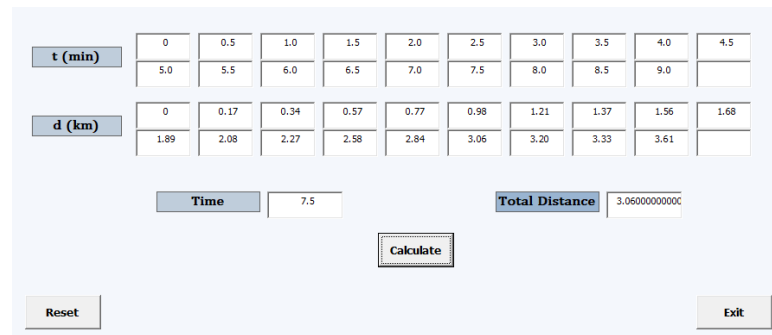 t (min) 0 0.5 1.0 1.5 2.0 2.5 3.0 3.5 4.0 4.5
5.0 5.5 6.0 6.5 7.0 7.5 8.0 8.5 9.0
d (km) 0 0.17 0.34 0.57 0.77 0.98 1.21 1.37 1.56 1.68
1.89 2.08 2.27 2.58 2.84 3.06 3.20 3.33 3.61
Time 7.5 Total Distance 3.06000000000
Calculate
Reset Exit